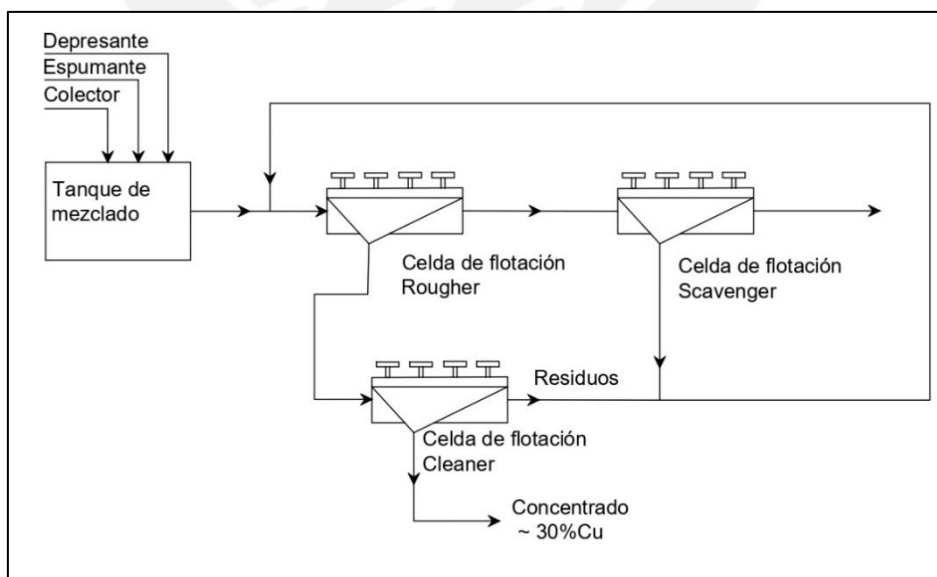 Depresante
Espumante
Colector
Tanque de
mezclado
Celda de flotación
Rougher
Celda de flotación
Scavenger
Residuos
Celda de flotación
Cleaner
Concentrado
~ 30%Cu